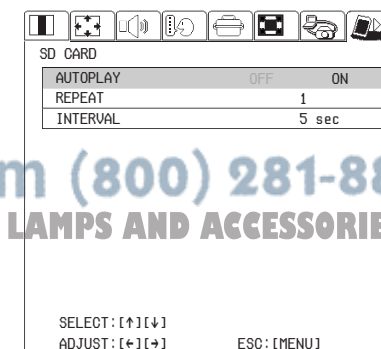 SD CARD
AUTOPLAY OFF ON
REPEAT 1
INTERVAL 5 sec
(800) 281-88
LAMPS AND
SELECT:[↑][↓]
ADJUST:[←][→] ESC:[MENU]